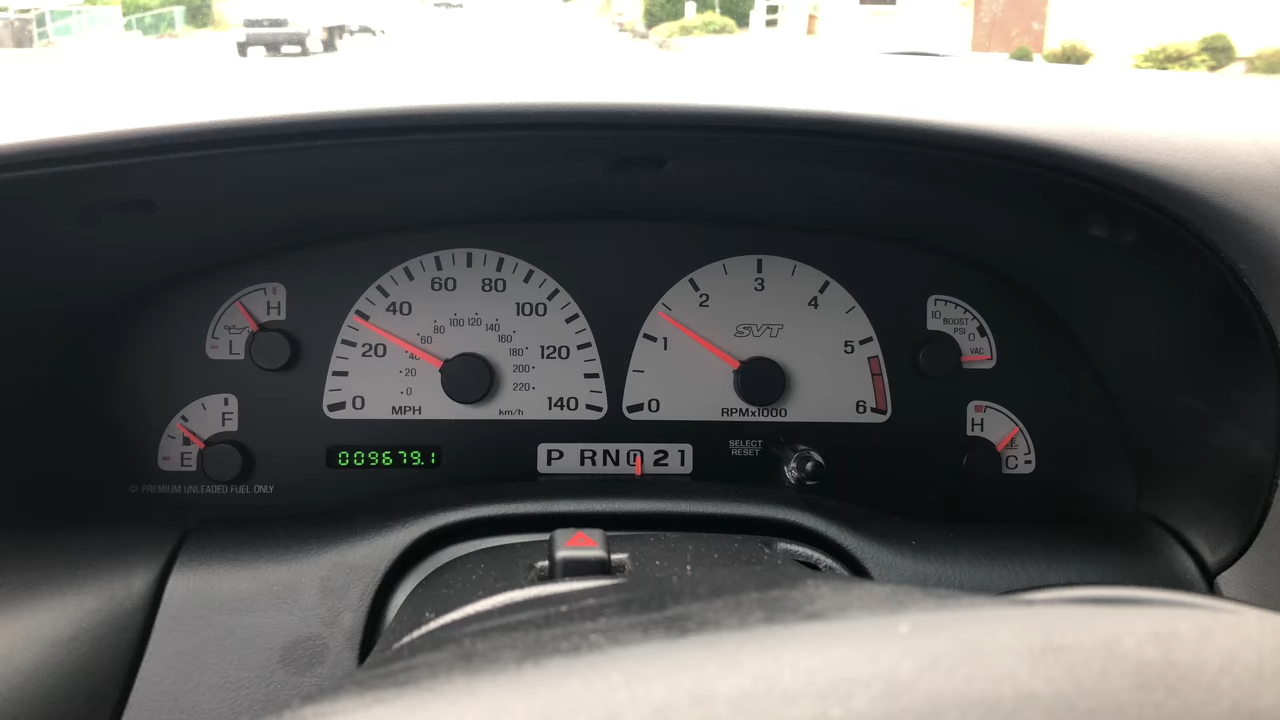 H
L
F
E
PREMIUM UNLEADED FUEL ONLY
0 20 40 60 80 100 120 140
0 20 40 60 80 100 120 140 160 180 200 220
MPH km/h
009679.1
0 1 2 3 4 5 6
SVT
RPMx1000
P R N D 2 1
SELECT
RESET
10 BOOST
PSI 0
VAC
H
C